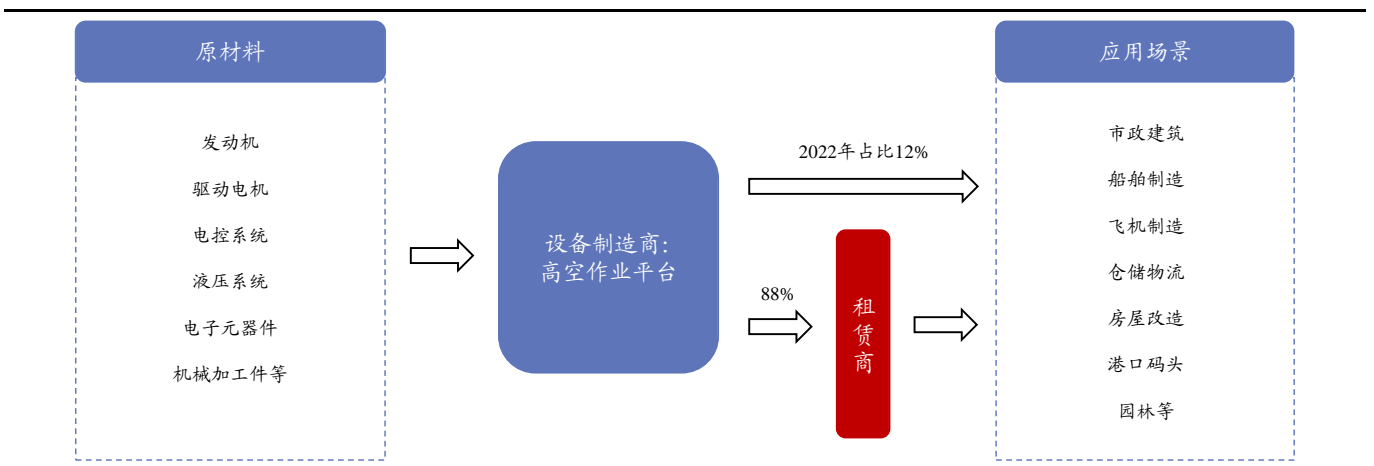 原材料
发动机
驱动电机
电控系统
液压系统
电子元器件
机械加工件等
设备制造商:
高空作业平台
2022年占比12%
88%
租赁商
应用场景
市政建筑
船舶制造
飞机制造
仓储物流
房屋改造
港口码头
园林等